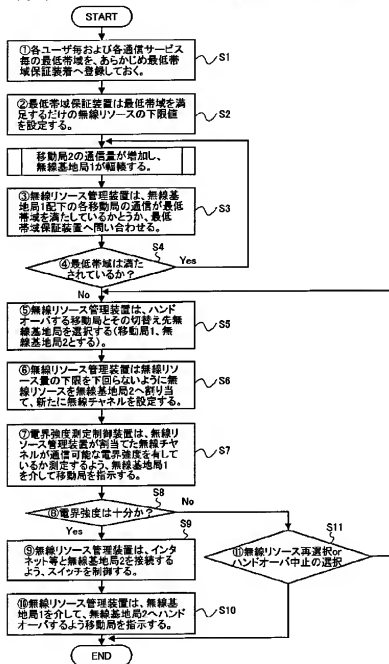 START
①各ユーザ毎および各通信サービス
毎の最低帯域を、あらかじめ最低帯
域保証装着へ登録しておく。
S1
②最低帯域保証装置は最低帯域を満
足するだけの無線リソースの下限値
を設定する。
S2
移動局2の通信量が増加し、
無線基地局1が輻輳する。
③無線リソース管理装置は、無線基
地局1配下の各移動局の通信が最低
帯域を満たしているかとうか、最低
帯域保証装置へ問い合わせる。
S3
S4
④最低帯域は満た
されているか?
Yes
No
⑤無線リソース管理装置は、ハンド
オーバする移動局とその切替え先無
線基地局を選択する(移動局1、無
線基地局2とする)。
S5
⑥無線リソース管理装置は無線リソ
ース量の下限を下回らないように無
線リソースを無線基地局2へ割り当
て、新たに無線チャネルを設定する。
S6
⑦電界強度測定制御装置は、無線リ
ソース管理装置が割当てた無線チヤ
ネルが通信可能な電界強度を有して
いるか測定するよう、無線基地局1
を介して移動局を指示する。
S7
S8
⑧電界強度は十分か?
No
Yes
S9
⑨無線リソース管理装置は、インタ
ネット等と無線基地局2を接続する
よう、スイッチを制御する。
S11
⑪無線リソース再選択or
ハンドオーバ中止の選択
⑩無線リソース管理装置は、無線基
地局1を介して、無線基地局2へハンド
オーバするよう移動局を指示する。
S10
END